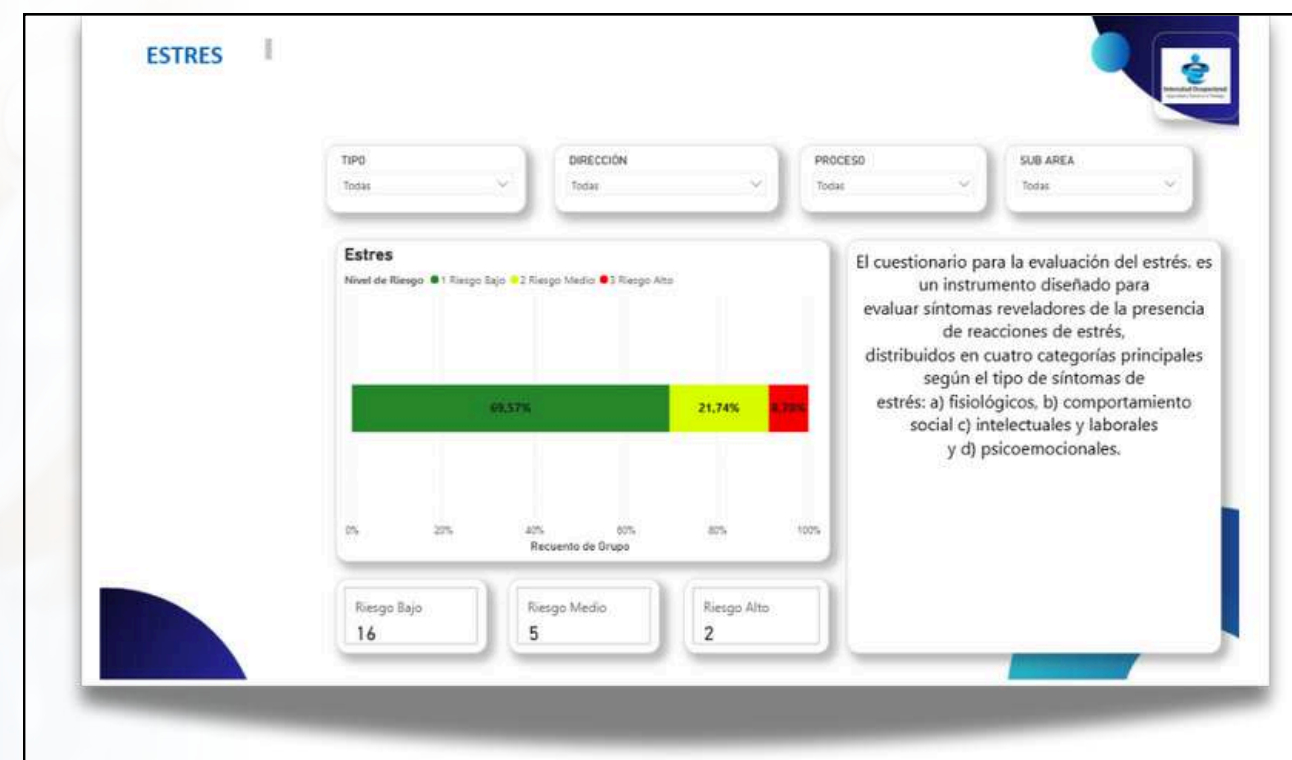 ESTRES
Intensidad Ocupacional
TIPO
Todas
DIRECCIÓN
Todas
PROCESO
Todas
SUB AREA
Todas
Estres
Nivel de Riesgo 1 Riesgo Bajo 2 Riesgo Medio 3 Riesgo Alto
69,57%
21,74%
8,70%
0%
20%
40%
60%
80%
100%
Recuento de Grupo
El cuestionario para la evaluación del estrés. es
un instrumento diseñado para
evaluar síntomas reveladores de la presencia
de reacciones de estrés,
distribuidos en cuatro categorías principales
según el tipo de síntomas de
estrés: a) fisiológicos, b) comportamiento
social c) intelectuales y laborales
y d) psicoemocionales.
Riesgo Bajo
16
Riesgo Medio
5
Riesgo Alto
2